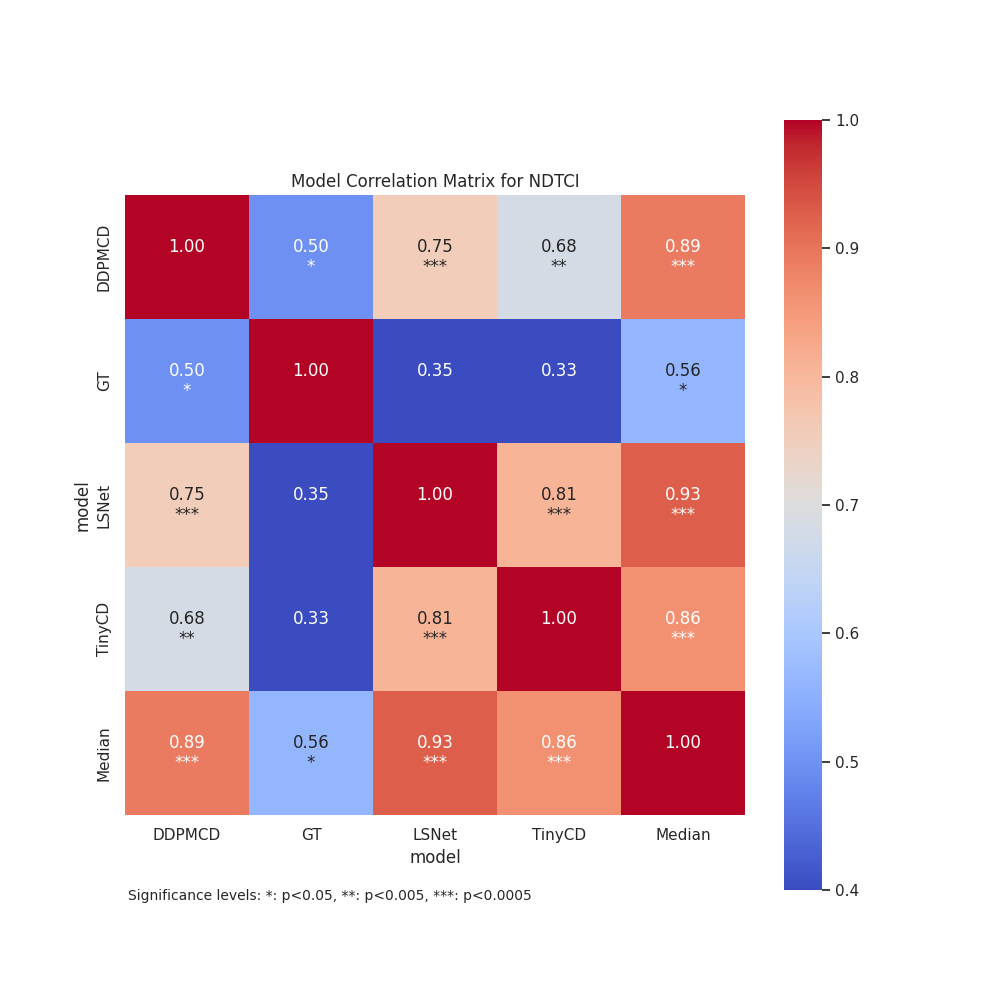 Model Correlation Matrix for NDTCI
1.0
0.9
0.8
0.7
0.6
0.5
0.4
model
DDPMCD
1.00 0.50 0.75 0.68 0.89
* *** ** ***
GT
0.50 1.00 0.35 0.33 0.56
* *
LSNet
0.75 0.35 1.00 0.81 0.93
*** *** ***
TinyCD
0.68 0.33 0.81 1.00 0.86
** *** ***
Median
0.89 0.56 0.93 0.86 1.00
*** * *** ***
DDPMCD GT LSNet TinyCD Median
model
Significance levels: *: p<0.05, **: p<0.005, ***: p<0.0005